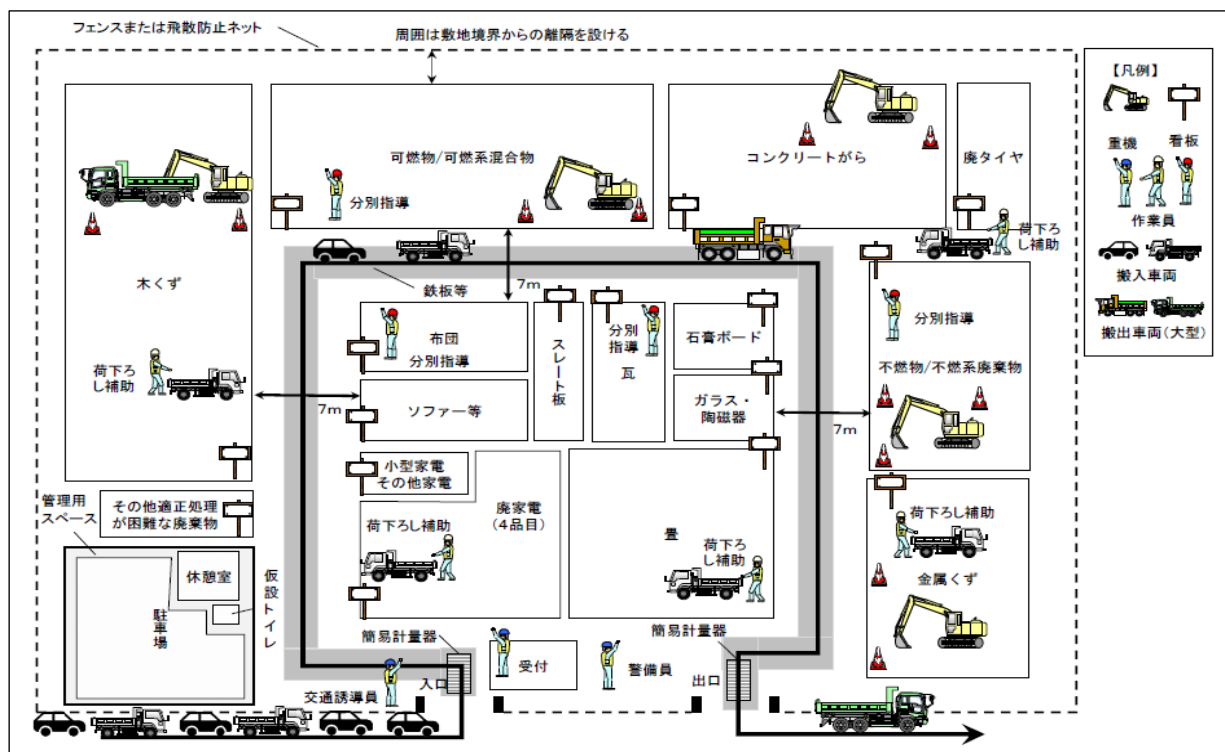 フェンスまたは飛散防止ネット
周囲は敷地境界からの離隔を設ける
【凡例】
重機
看板
作業員
搬入車両
搬出車両(大型)
可燃物/可燃系混合物
分別指導
コンクリートがら
廃タイヤ
荷下ろ
し補助
木くず
鉄板等
7m
布団
分別指導
スレート板
分別
指導
瓦
石膏ボード
分別指導
不燃物/不燃系廃棄物
荷下ろ
し補助
7m
ソファー等
ガラス・
陶磁器
7m
小型家電
その他家電
廃家電
(4品目)
管理用
スペース
その他適正処理
が困難な廃棄物
荷下ろし補助
畳
荷下ろ
し補助
荷下ろし補助
金属くず
休憩室
仮設トイレ
駐車場
簡易計量器
入口
受付
警備員
簡易計量器
出口
交通誘導員